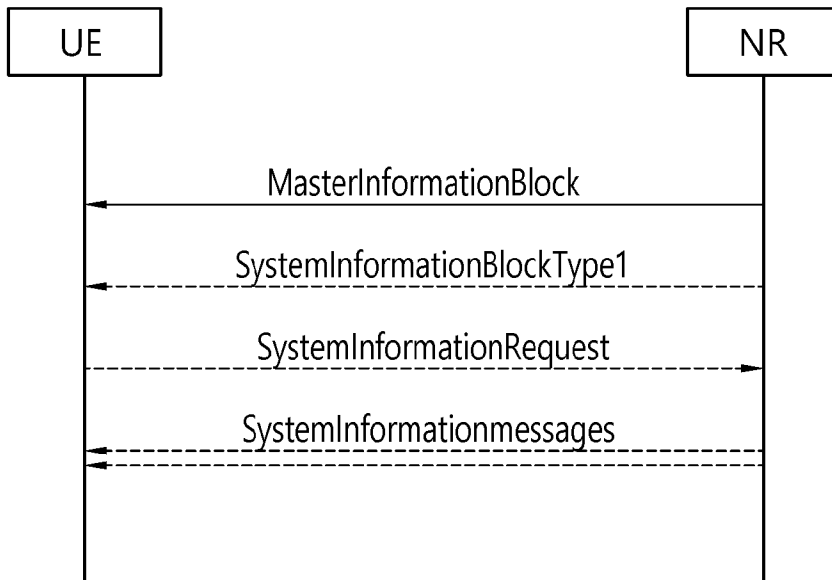 UE
NR
MasterInformationBlock
SystemInformationBlockType1
SystemInformationRequest
SystemInformationmessages